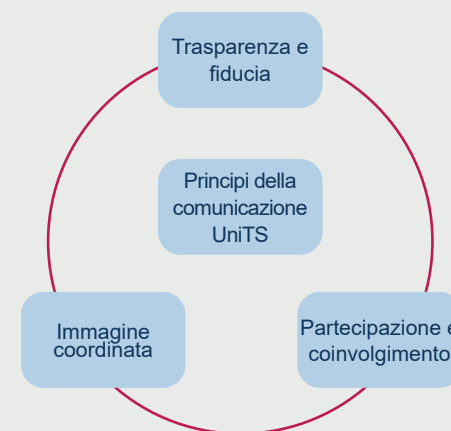 Trasparenza e
fiducia
Principi della
comunicazione
UniTS
Immagine
coordinata
Partecipazione e
coinvolgimento